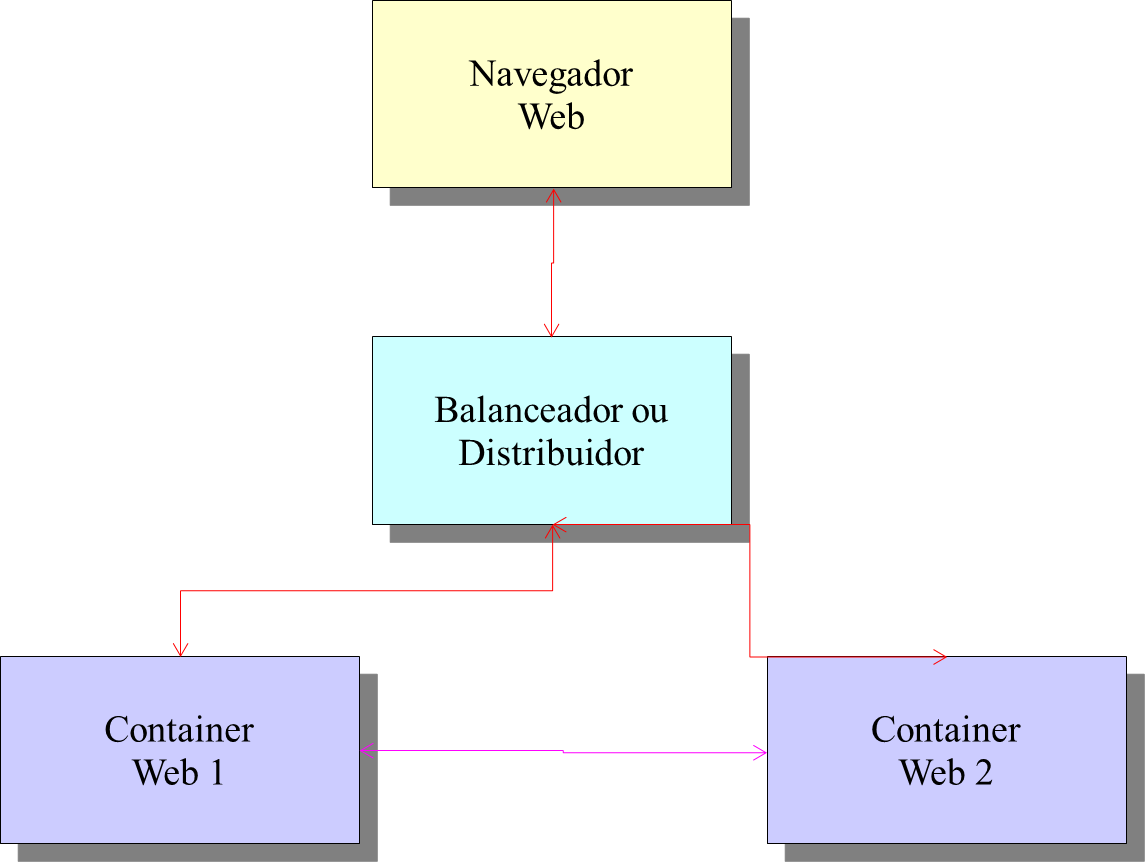 Navegador
Web
Balanceador ou
Distribuidor
Container
Web 1
Container
Web 2